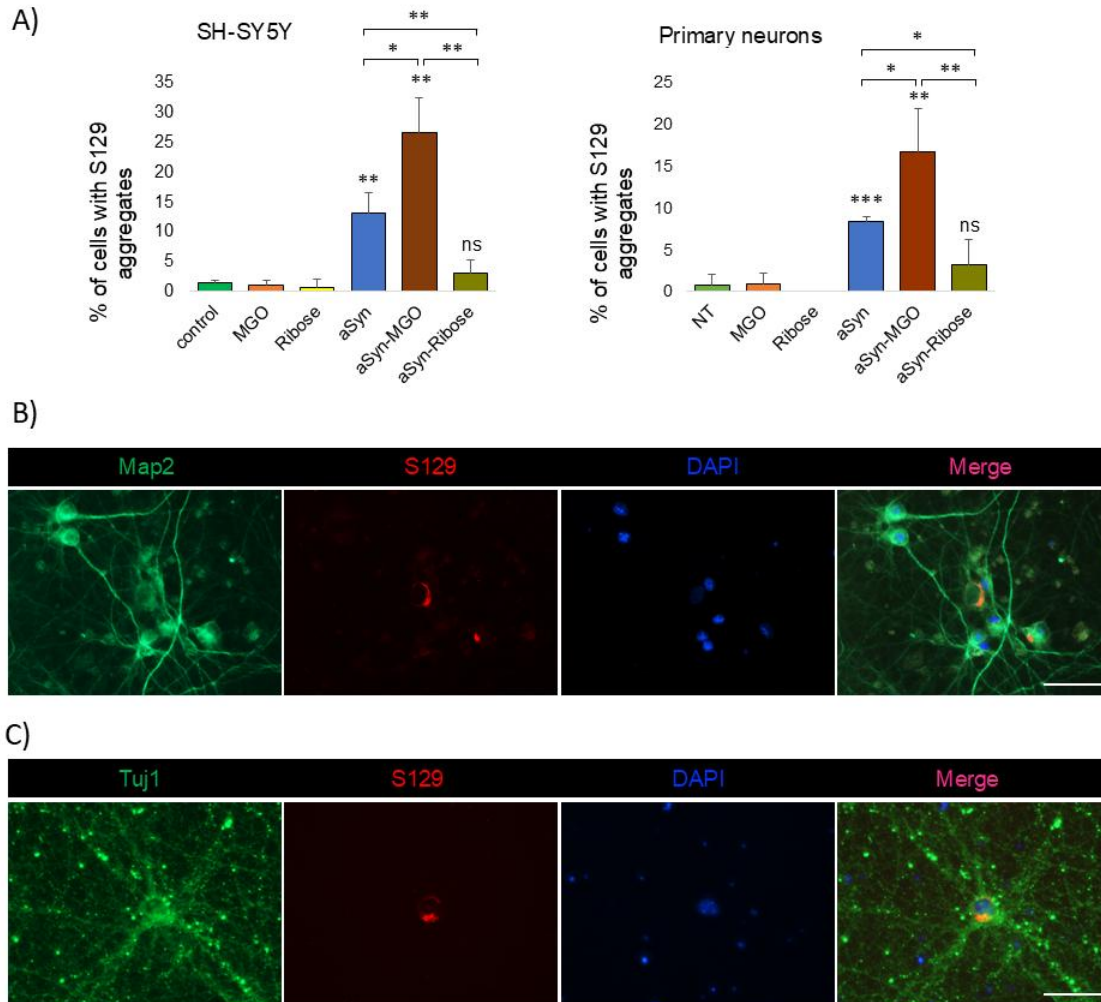 A)
SH-SY5Y
% of cells with S129
aggregates
35
30
25
20
15
10
5
0
**
*
**
**
**
ns
control
MGO
Ribose
aSyn
aSyn-MGO
aSyn-Ribose
Primary neurons
% of cells with S129
aggregates
25
20
15
10
5
0
*
*
**
**
***
ns
NT
MGO
Ribose
aSyn
aSyn-MGO
aSyn-Ribose
B)
Map2 S129 DAPI Merge
C)
Tuj1 S129 DAPI Merge